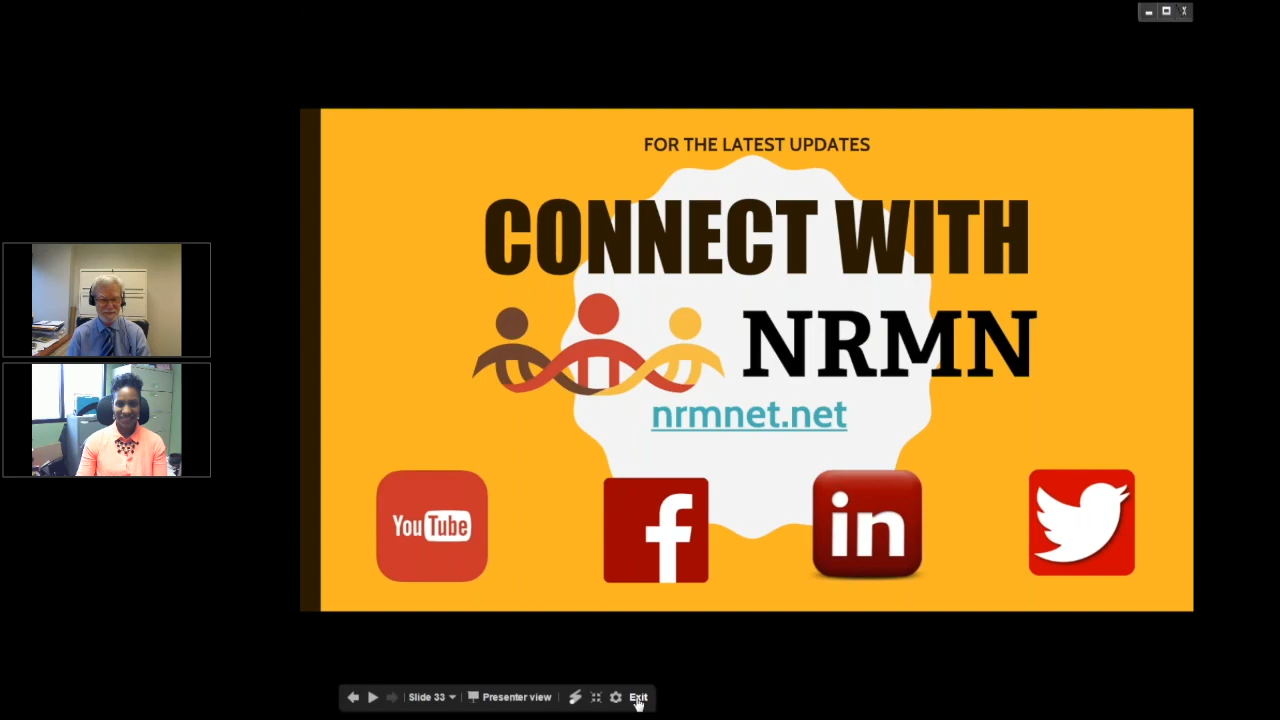 FOR THE LATEST UPDATES
CONNECT WITH
NRMN
nrmnet.net
You Tube
f
in
Slide 33
Presenter view
Exit